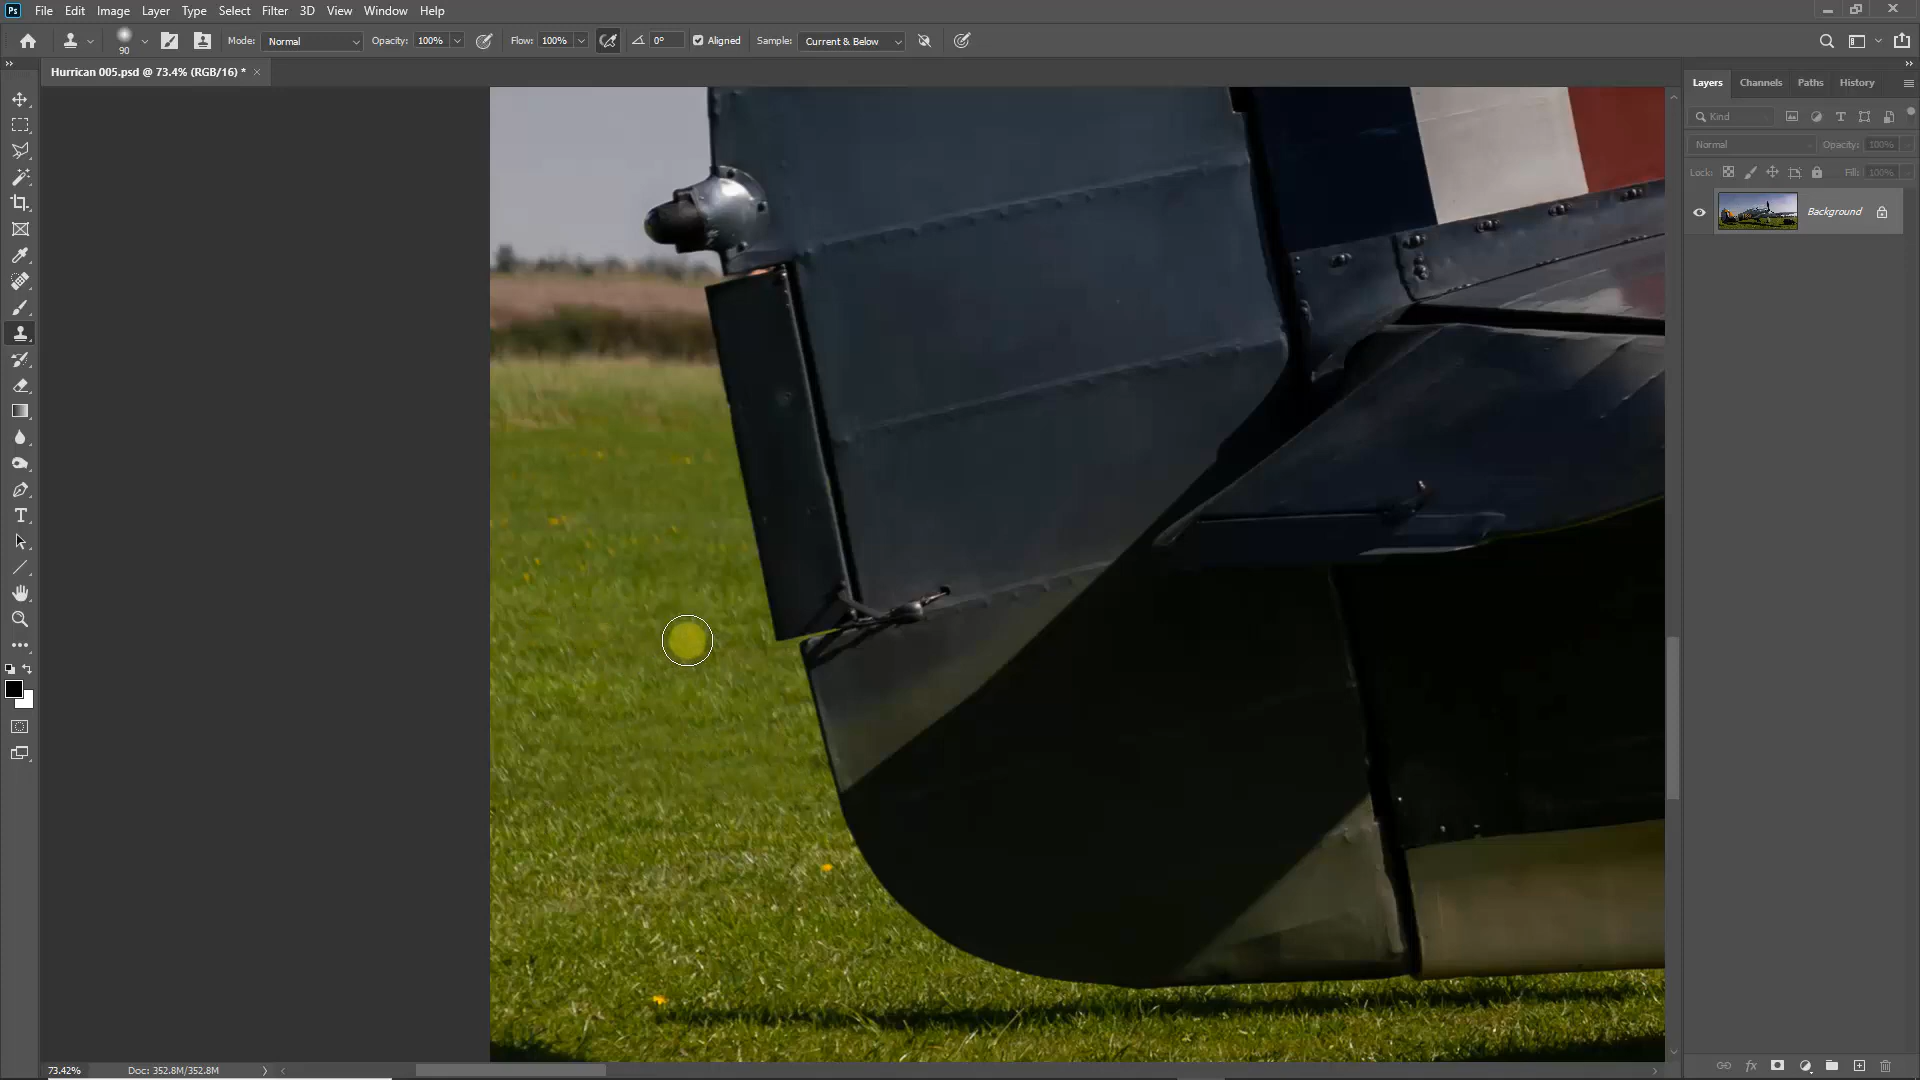 Ps File Edit Image Layer Type Select Filter 3D View Window Help
90 Mode: Normal Opacity: 100% Flow: 100% 0° Aligned Sample: Current & Below
Hurrican 005.psd @ 73.4% (RGB/16) * ×
Layers Channels Paths History
Kind
Normal Opacity: 100%
Lock: Fill: 100%
Background
73.42% Doc: 352.8M/352.8M